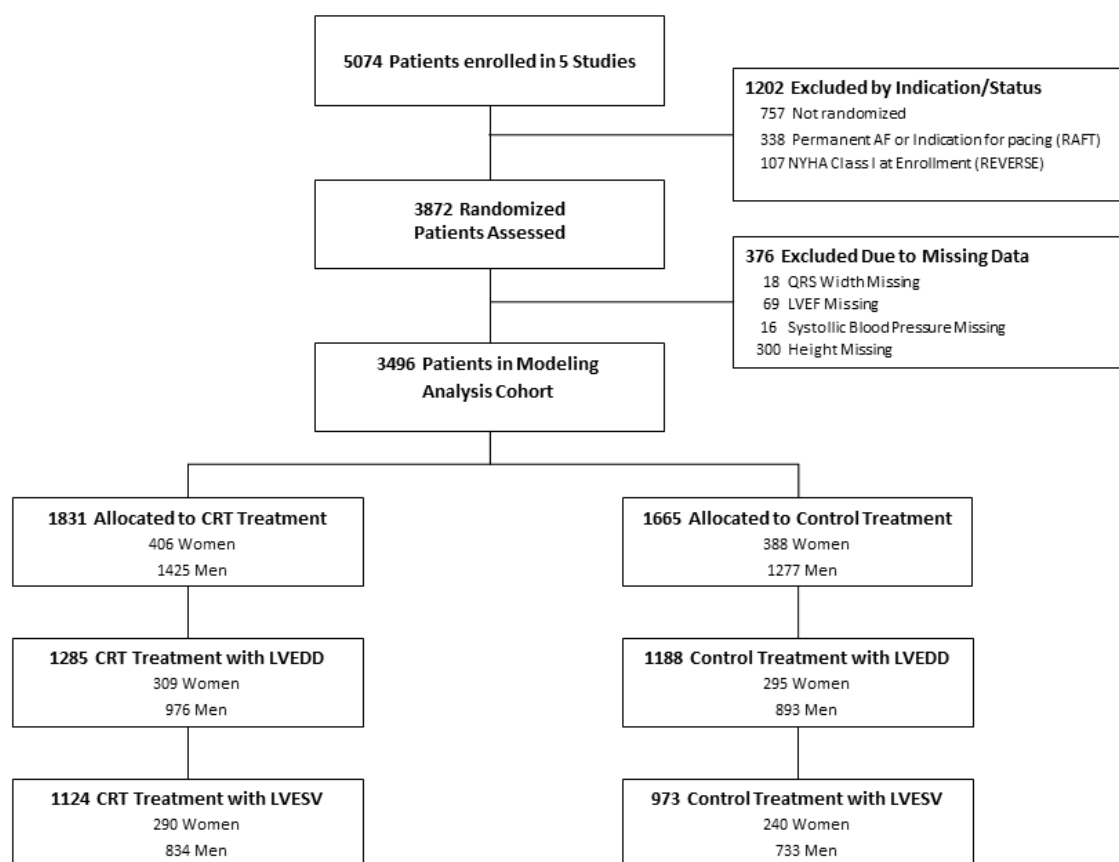 5074 Patients enrolled in 5 Studies
1202 Excluded by Indication/Status
757 Not randomized
338 Permanent AF or Indication for pacing (RAFT)
107 NYHA Class I at Enrollment (REVERSE)
3872 Randomized
Patients Assessed
376 Excluded Due to Missing Data
18 QRS Width Missing
69 LVEF Missing
16 Systollic Blood Pressure Missing
300 Height Missing
3496 Patients in Modeling
Analysis Cohort
1831 Allocated to CRT Treatment
406 Women
1425 Men
1665 Allocated to Control Treatment
388 Women
1277 Men
1285 CRT Treatment with LVEDD
309 Women
976 Men
1188 Control Treatment with LVEDD
295 Women
893 Men
1124 CRT Treatment with LVESV
290 Women
834 Men
973 Control Treatment with LVESV
240 Women
733 Men